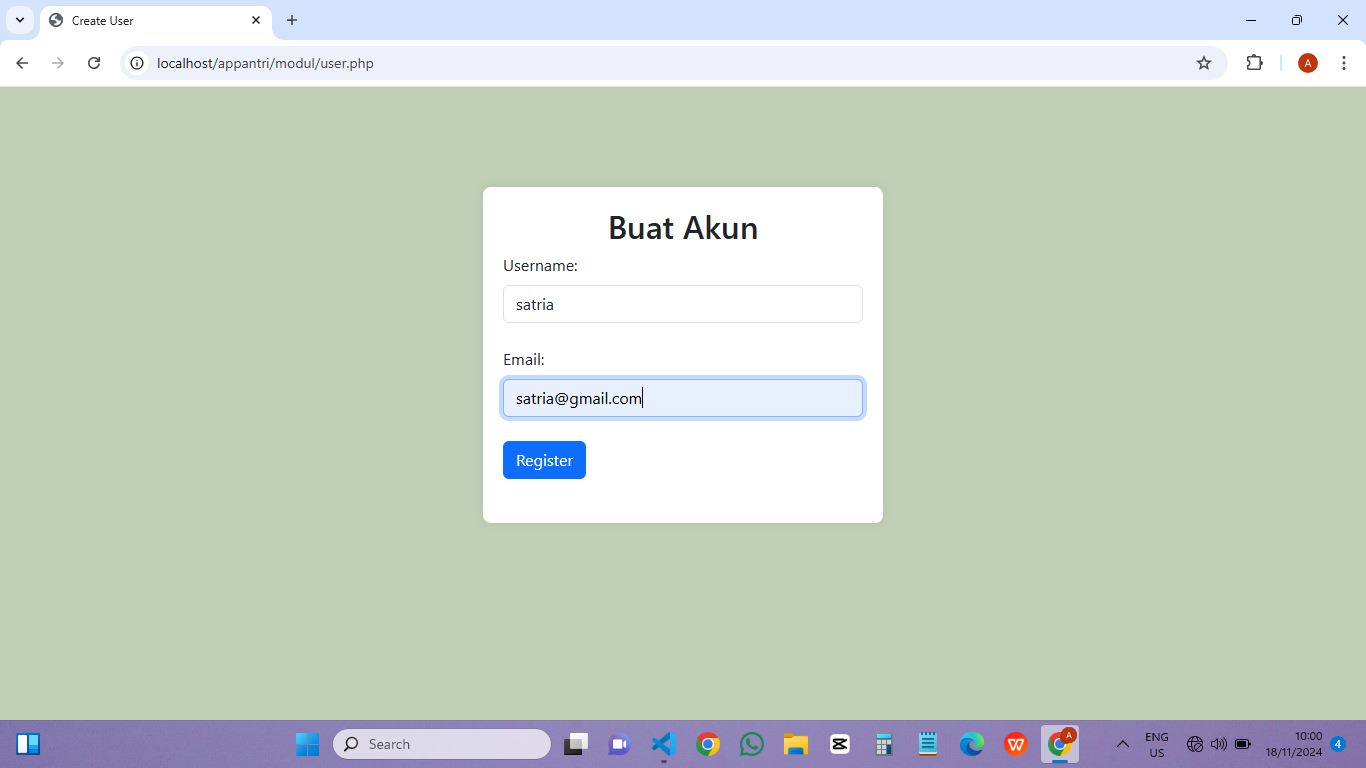 Create User
localhost/appantri/modul/user.php
A
Buat Akun
Username:
satria
Email:
satria@gmail.com
Register
Search
W
A
ENG
US
10:00
18/11/2024
4